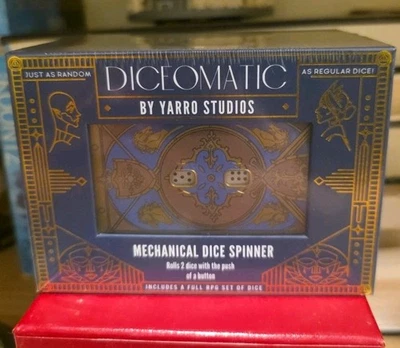 JUST AS RANDOM
DICEOMATIC
AS REGULAR DICE!
BY YARRO STUDIOS
MECHANICAL DICE SPINNER
Rolls 2 dice with the push
of a button
INCLUDES A FULL RPG SET OF DICE